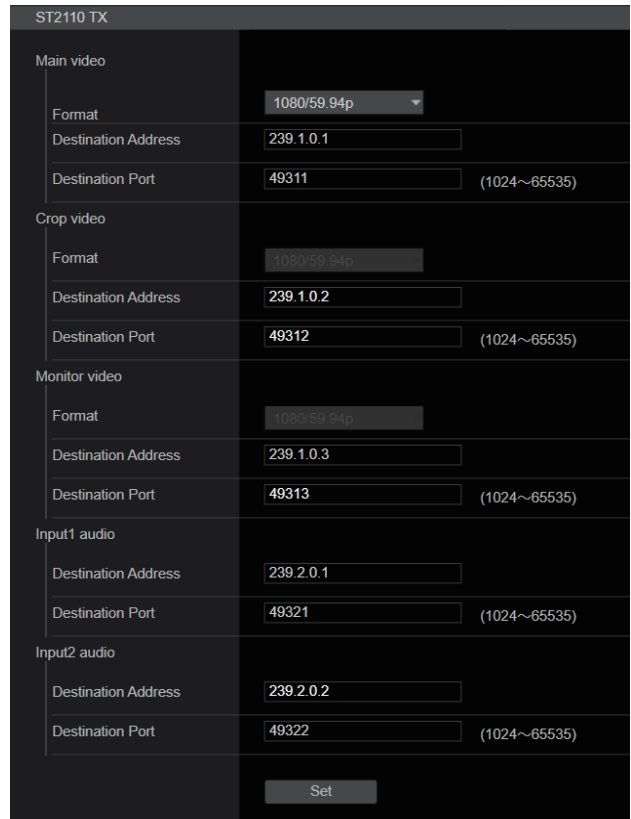 ST2110 TX
Main video
Format 1080/59.94p
Destination Address 239.1.0.1
Destination Port 49311 (1024～65535)
Crop video
Format 1080/59.94p
Destination Address 239.1.0.2
Destination Port 49312 (1024～65535)
Monitor video
Format 1080/59.94p
Destination Address 239.1.0.3
Destination Port 49313 (1024～65535)
Input1 audio
Destination Address 239.2.0.1
Destination Port 49321 (1024～65535)
Input2 audio
Destination Address 239.2.0.2
Destination Port 49322 (1024～65535)
Set